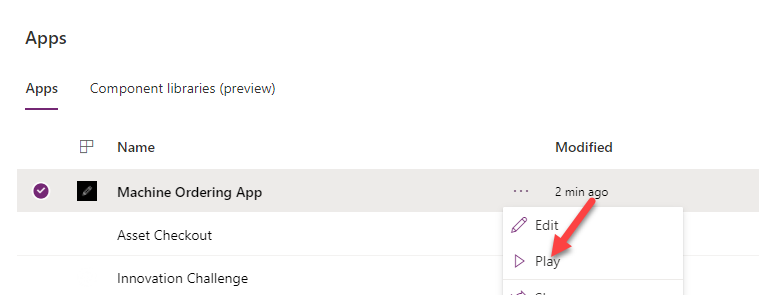 Apps
Apps Component libraries (preview)
Name Modified
Machine Ordering App ... 2 min ago
Edit
Asset Checkout
Play
Innovation Challenge